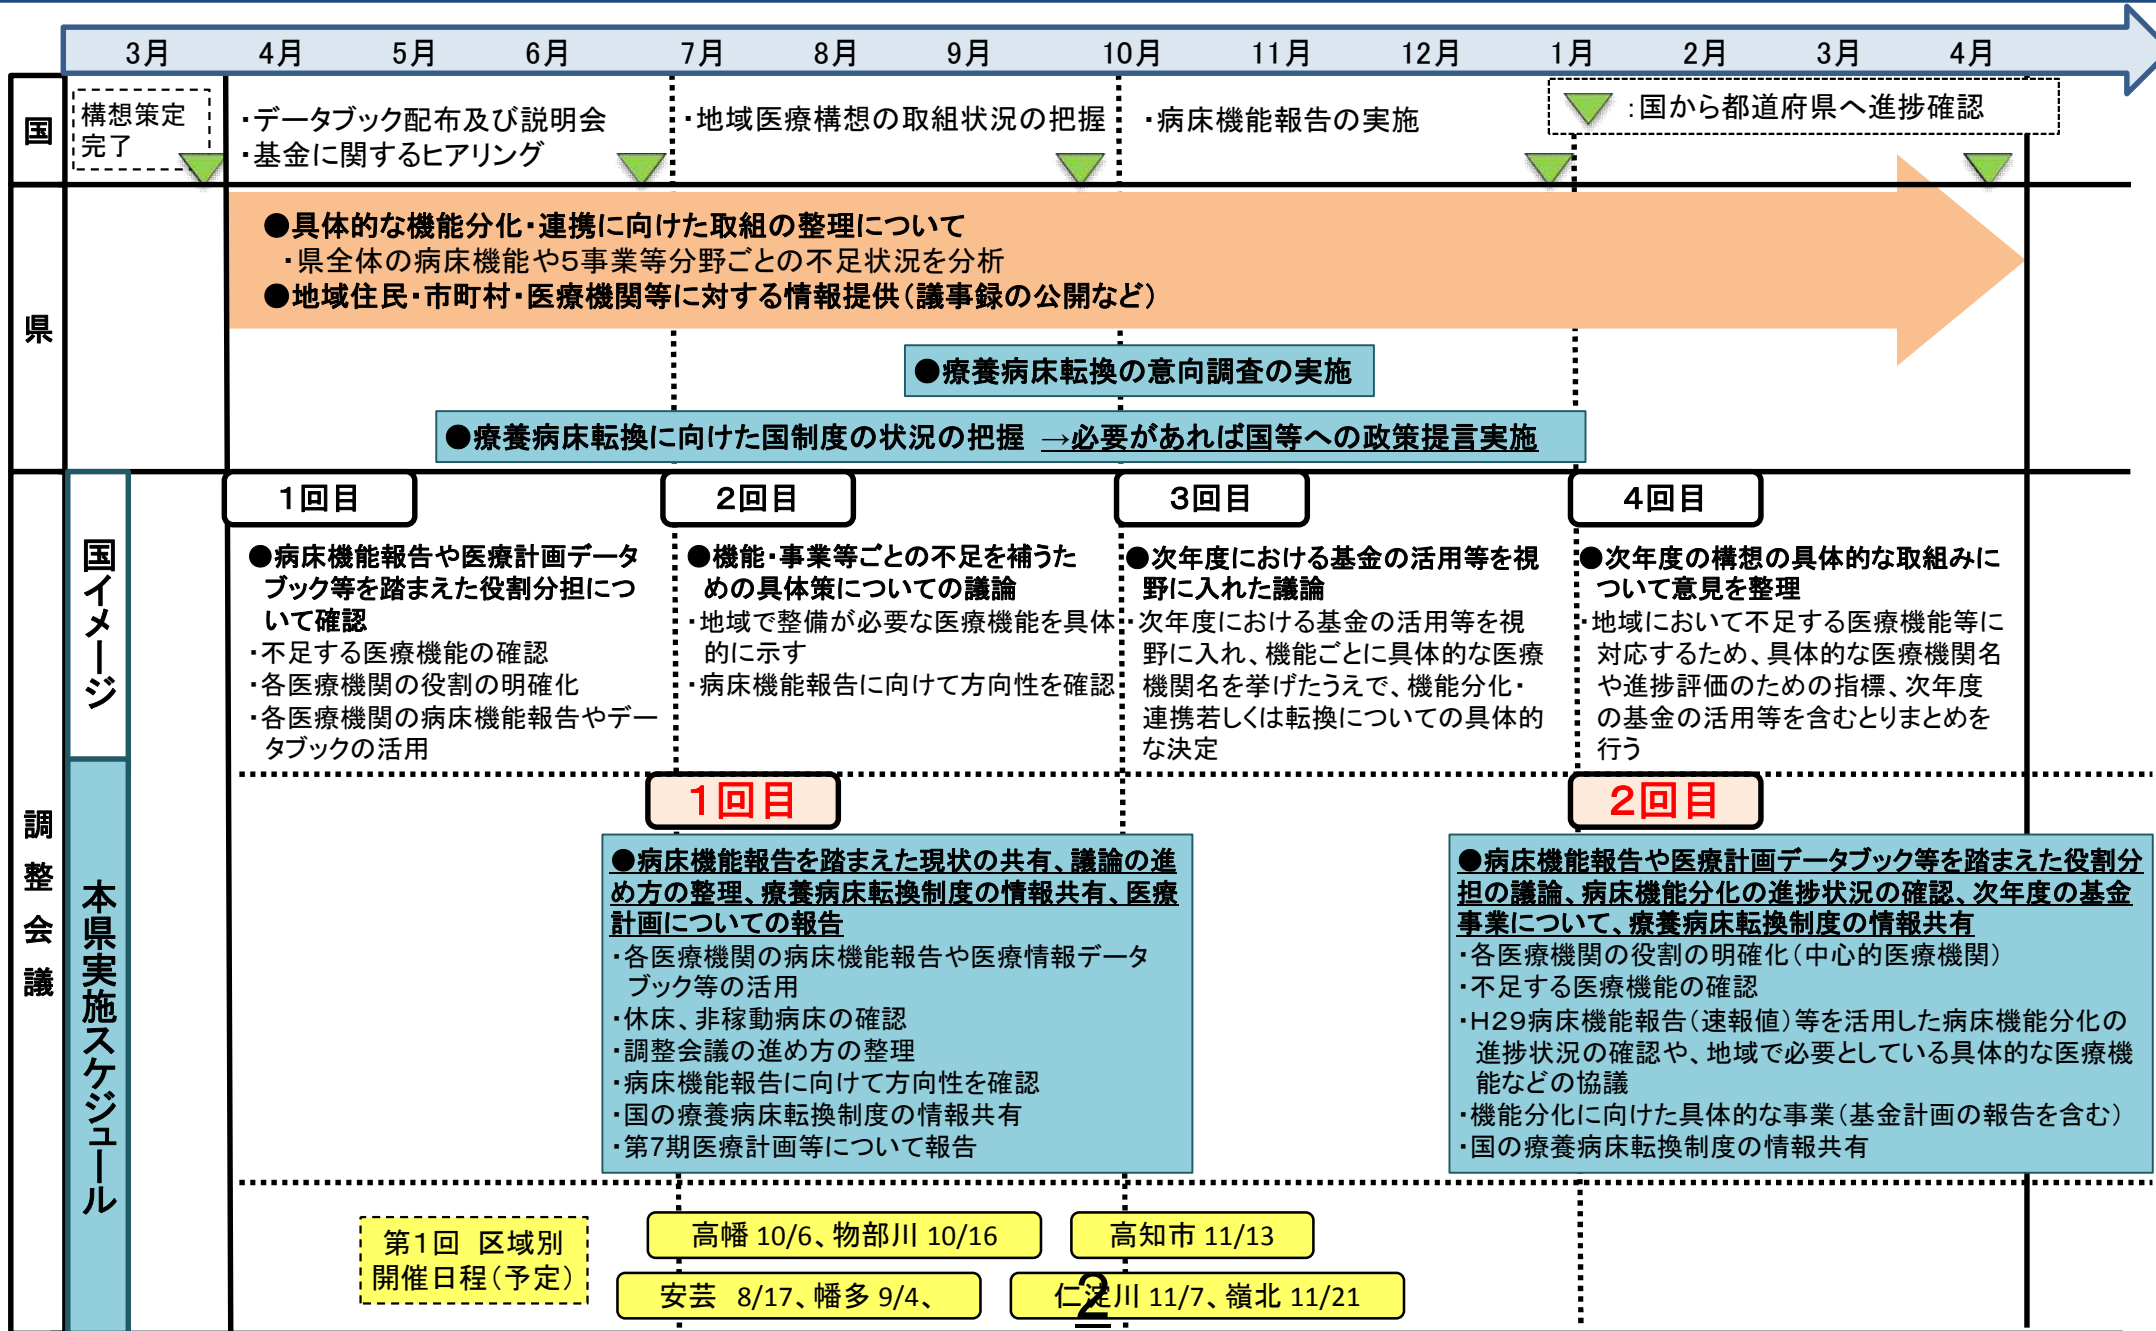 3月 4月 5月 6月 7月 8月 9月 10月 11月 12月 1月 2月 3月 4月
国
構想策定
完了
・データブック配布及び説明会
・基金に関するヒアリング
・地域医療構想の取組状況の把握
・病床機能報告の実施
：国から都道府県へ進捗確認
県
●具体的な機能分化・連携に向けた取組の整理について
・県全体の病床機能や5事業等分野ごとの不足状況を分析
●地域住民・市町村・医療機関等に対する情報提供（議事録の公開など）
●療養病床転換の意向調査の実施
●療養病床転換に向けた国制度の状況の把握 →必要があれば国等への政策提言実施
調整会議
国イメージ
1回目
●病床機能報告や医療計画データ
ブック等を踏まえた役割分担につ
いて確認
・不足する医療機能の確認
・各医療機関の役割の明確化
・各医療機関の病床機能報告やデー
タブックの活用
2回目
●機能・事業等ごとの不足を補うた
めの具体策についての議論
・地域で整備が必要な医療機能を具体
的に示す
・病床機能報告に向けて方向性を確認
3回目
●次年度における基金の活用等を視
野に入れた議論
・次年度における基金の活用等を視
野に入れ、機能ごとに具体的な医療
機関名を挙げたうえで、機能分化・
連携若しくは転換についての具体的
な決定
4回目
●次年度の構想の具体的な取組みに
ついて意見を整理
・地域において不足する医療機能等に
対応するため、具体的な医療機関名
や進捗評価のための指標、次年度
の基金の活用等を含むとりまとめを
行う
本県実施スケジュール
1回目
●病床機能報告を踏まえた現状の共有、議論の進
め方の整理、療養病床転換制度の情報共有、医療
計画についての報告
・各医療機関の病床機能報告や医療情報データ
ブック等の活用
・休床、非稼動病床の確認
・調整会議の進め方の整理
・病床機能報告に向けて方向性を確認
・国の療養病床転換制度の情報共有
・第7期医療計画等について報告
2回目
●病床機能報告や医療計画データブック等を踏まえた役割分
担の議論、病床機能分化の進捗状況の確認、次年度の基金
事業について、療養病床転換制度の情報共有
・各医療機関の役割の明確化（中心的医療機関）
・不足する医療機能の確認
・H29病床機能報告（速報値）等を活用した病床機能分化の
進捗状況の確認や、地域で必要としている具体的な医療機
能などの協議
・機能分化に向けた具体的な事業（基金計画の報告を含む）
・国の療養病床転換制度の情報共有
第1回 区域別
開催日程（予定）
高幡 10/6、物部川 10/16
高知市 11/13
安芸 8/17、幡多 9/4、
仁淀川 11/7、嶺北 11/21
2